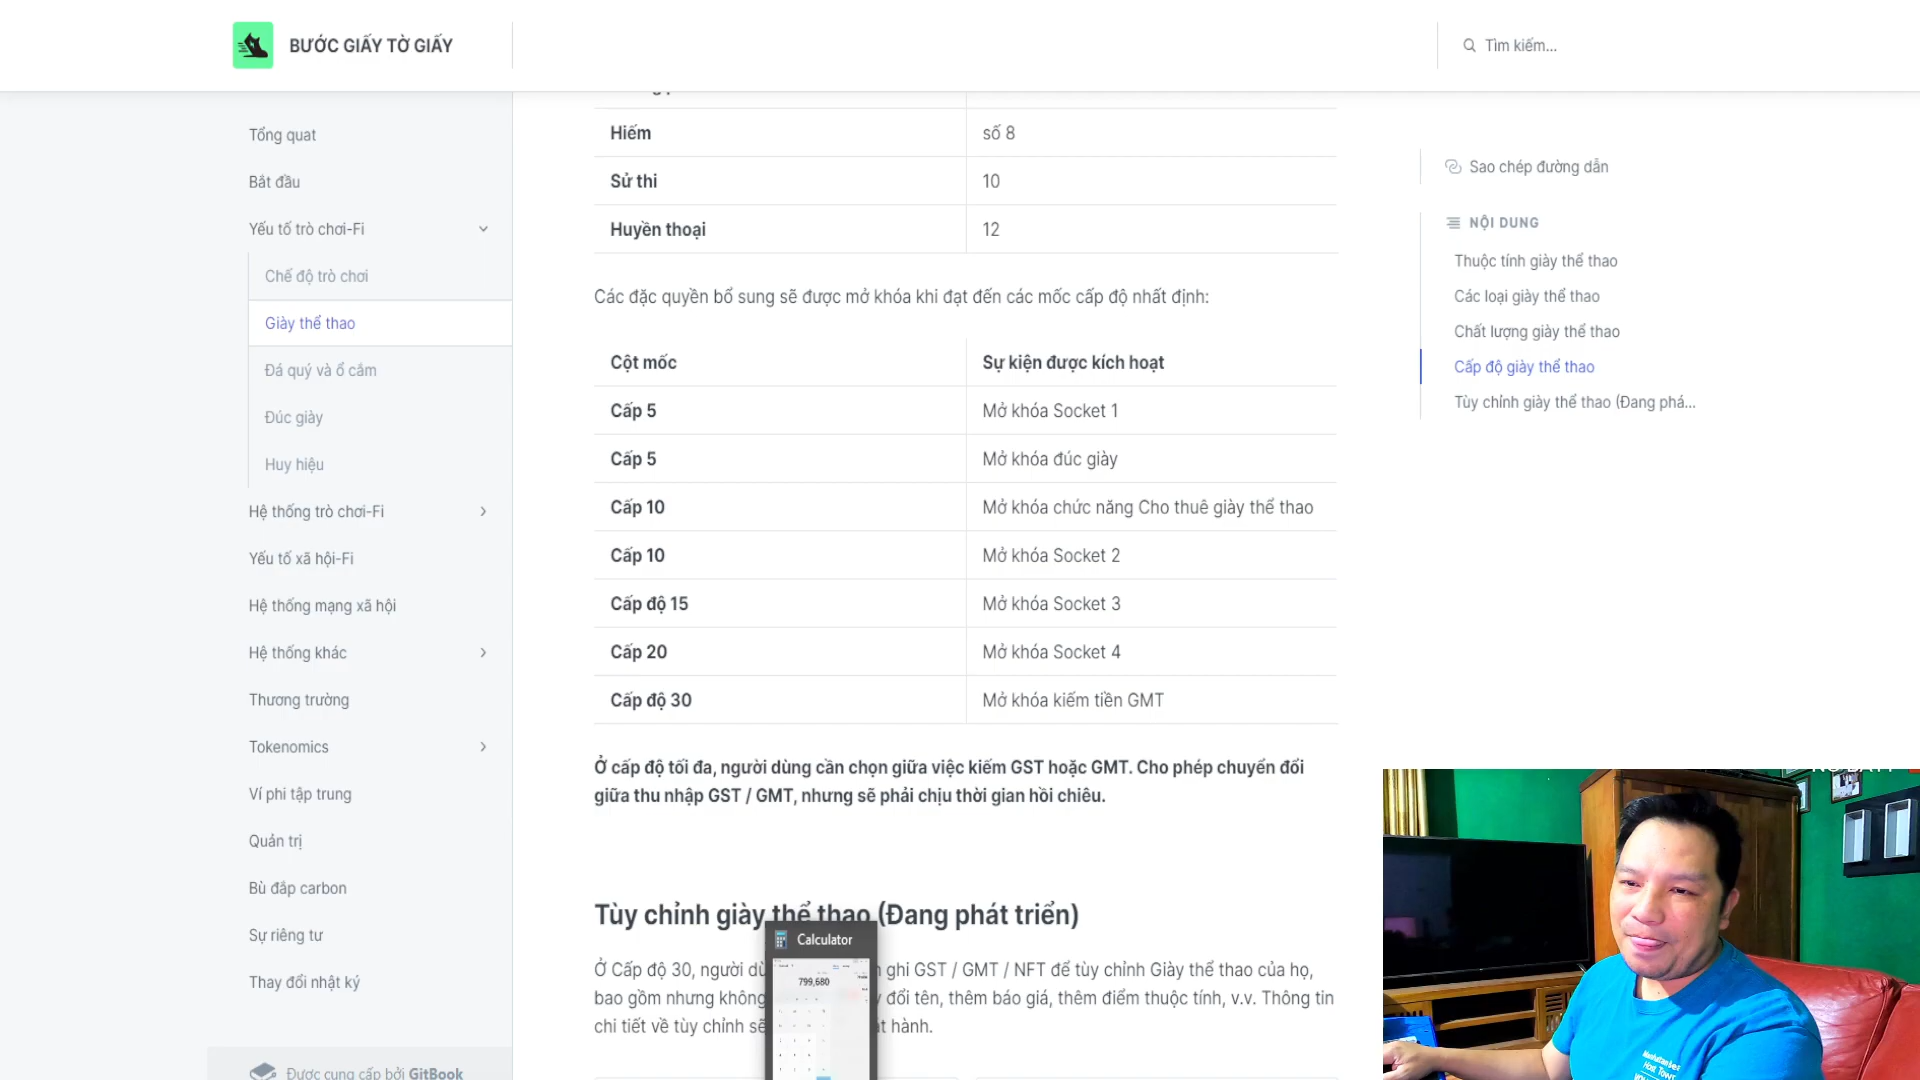 BƯỚC GIẤY TỜ GIẤY
Tìm kiếm...
Tổng quat
Bắt đầu
Yếu tố trò chơi-Fi
Chế độ trò chơi
Giày thể thao
Đá quý và ổ cắm
Đúc giày
Huy hiệu
Hệ thống trò chơi-Fi
Yếu tố xã hội-Fi
Hệ thống mạng xã hội
Hệ thống khác
Thương trường
Tokenomics
Ví phi tập trung
Quản trị
Bù đắp carbon
Sự riêng tư
Thay đổi nhật ký
Được cung cấp bởi GitBook
Hiếm số 8
Sử thi 10
Huyền thoại 12
Các đặc quyền bổ sung sẽ được mở khóa khi đạt đến các mốc cấp độ nhất định:
Cột mốc Sự kiện được kích hoạt
Cấp 5 Mở khóa Socket 1
Cấp 5 Mở khóa đúc giày
Cấp 10 Mở khóa chức năng Cho thuê giày thể thao
Cấp 10 Mở khóa Socket 2
Cấp độ 15 Mở khóa Socket 3
Cấp 20 Mở khóa Socket 4
Cấp độ 30 Mở khóa kiếm tiền GMT
Ở cấp độ tối đa, người dùng cần chọn giữa việc kiếm GST hoặc GMT. Cho phép chuyển đổi
giữa thu nhập GST / GMT, nhưng sẽ phải chịu thời gian hồi chiêu.
Tùy chỉnh giày thể thao (Đang phát triển)
Ở Cấp độ 30, người ghi GST / GMT / NFT để tùy chỉnh Giày thể thao của họ,
bao gồm nhưng không đổi tên, thêm báo giá, thêm điểm thuộc tính, v.v. Thông tin
chi tiết về tùy chỉnh hành.
Calculator
799,680
Sao chép đường dẫn
NỘI DUNG
Thuộc tính giày thể thao
Các loại giày thể thao
Chất lượng giày thể thao
Cấp độ giày thể thao
Tùy chỉnh giày thể thao (Đang phá...